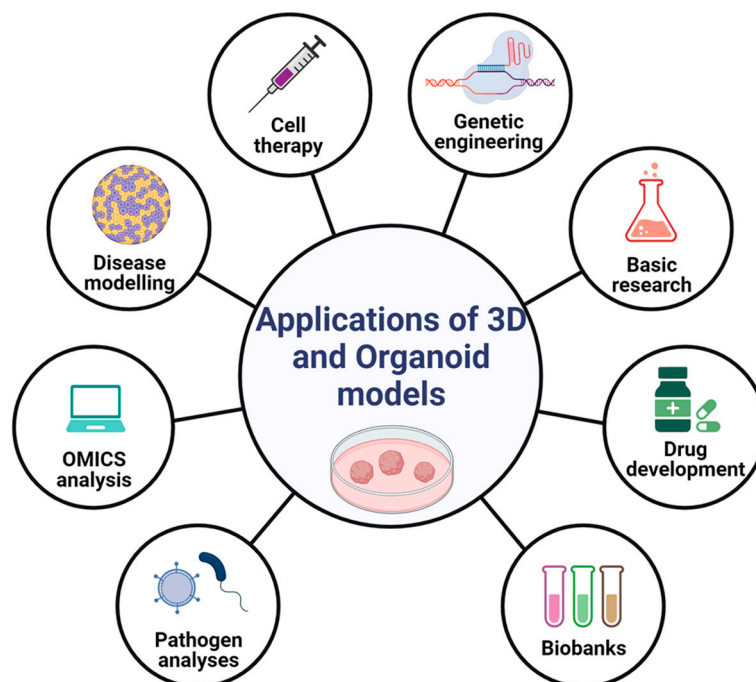 Applications of 3D
and Organoid
models
Cell
therapy
Genetic
engineering
Basic
research
Drug
development
Biobanks
Pathogen
analyses
OMICS
analysis
Disease
modelling